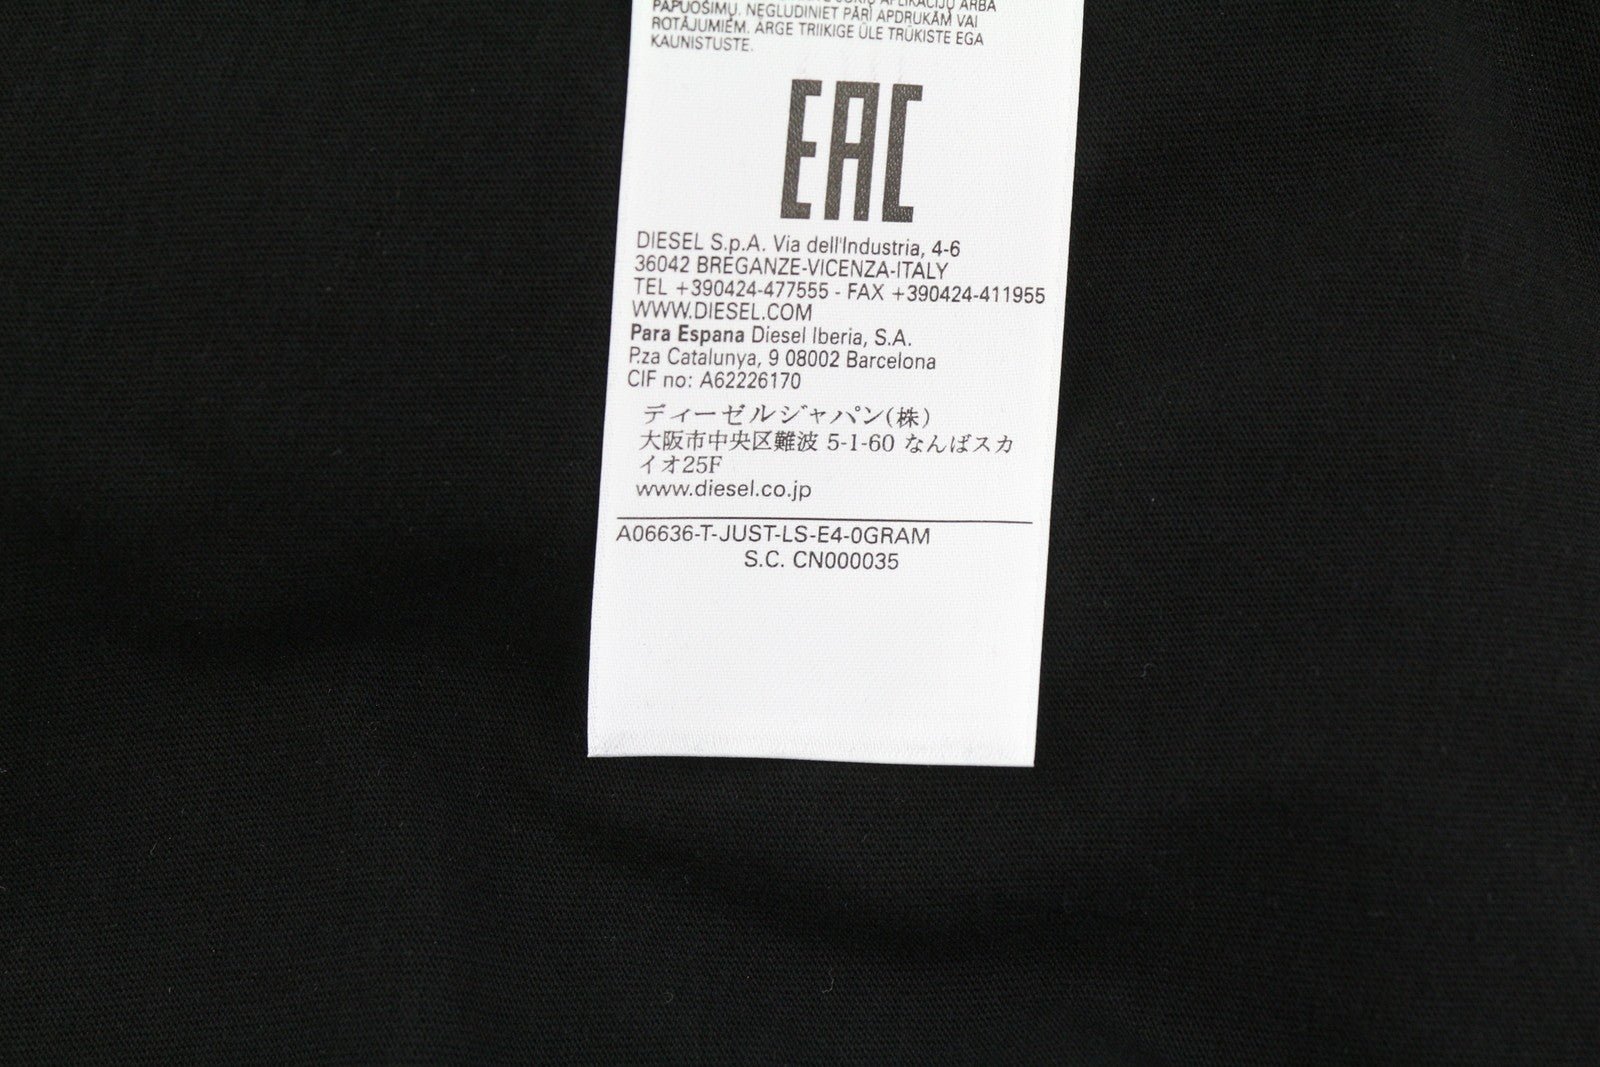 APLIKACIJŲ ARBA
PAPUOŠIMŲ. NEGLUDINIET PĀRI APDRUKĀM VAI
ROTĀJUMIEM. ÄRGE TRIIKIGE ÜLE TRÜKISTE EGA
KAUNISTUSTE.
EAC
DIESEL S.p.A. Via dell'Industria, 4-6
36042 BREGANZE-VICENZA-ITALY
TEL +390424-477555 - FAX +390424-411955
WWW.DIESEL.COM
Para Espana Diesel Iberia, S.A.
P.za Catalunya, 9 08002 Barcelona
CIF no: A62226170
ディーゼルジャパン(株)
大阪市中央区難波 5-1-60 なんばスカ
イオ25F
www.diesel.co.jp
A06636-T-JUST-LS-E4-0GRAM
S.C. CN000035